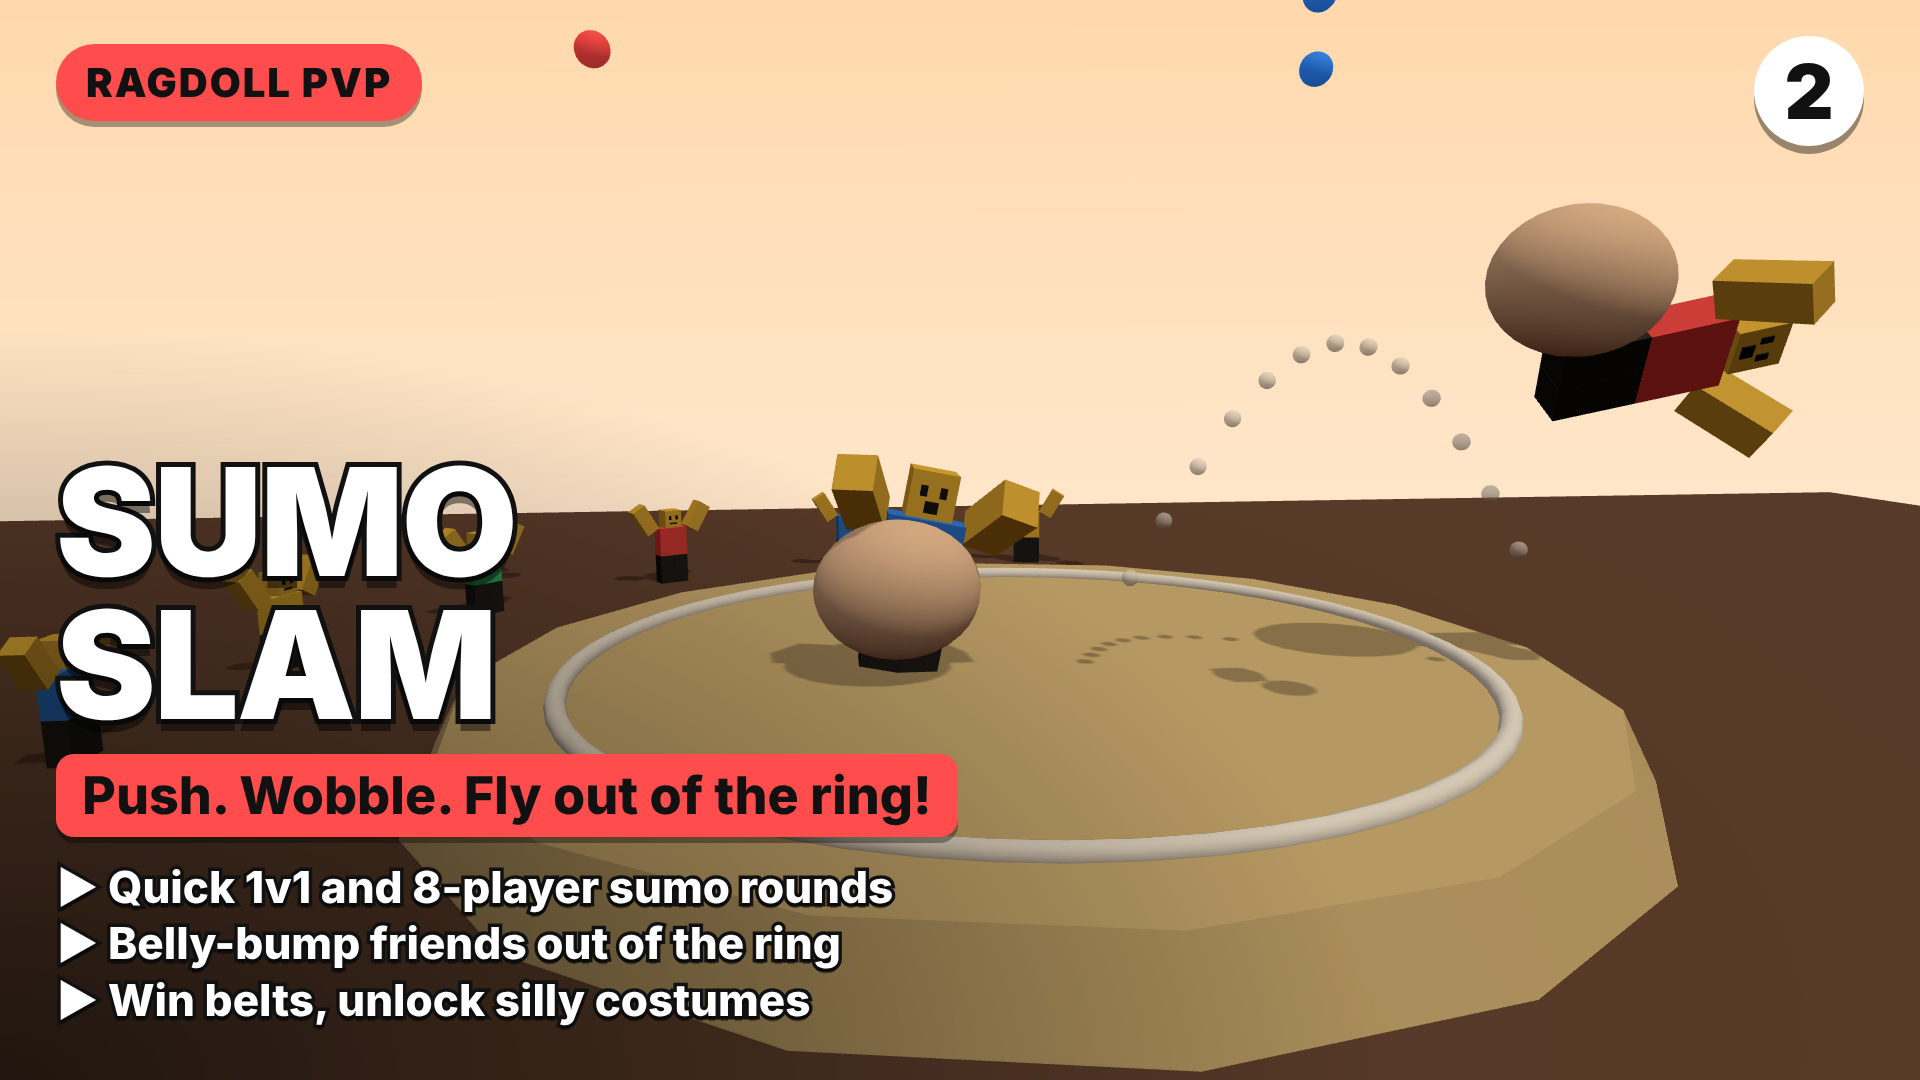 RAGDOLL PVP
2
SUMO
SLAM
Push. Wobble. Fly out of the ring!
▶ Quick 1v1 and 8-player sumo rounds
▶ Belly-bump friends out of the ring
▶ Win belts, unlock silly costumes